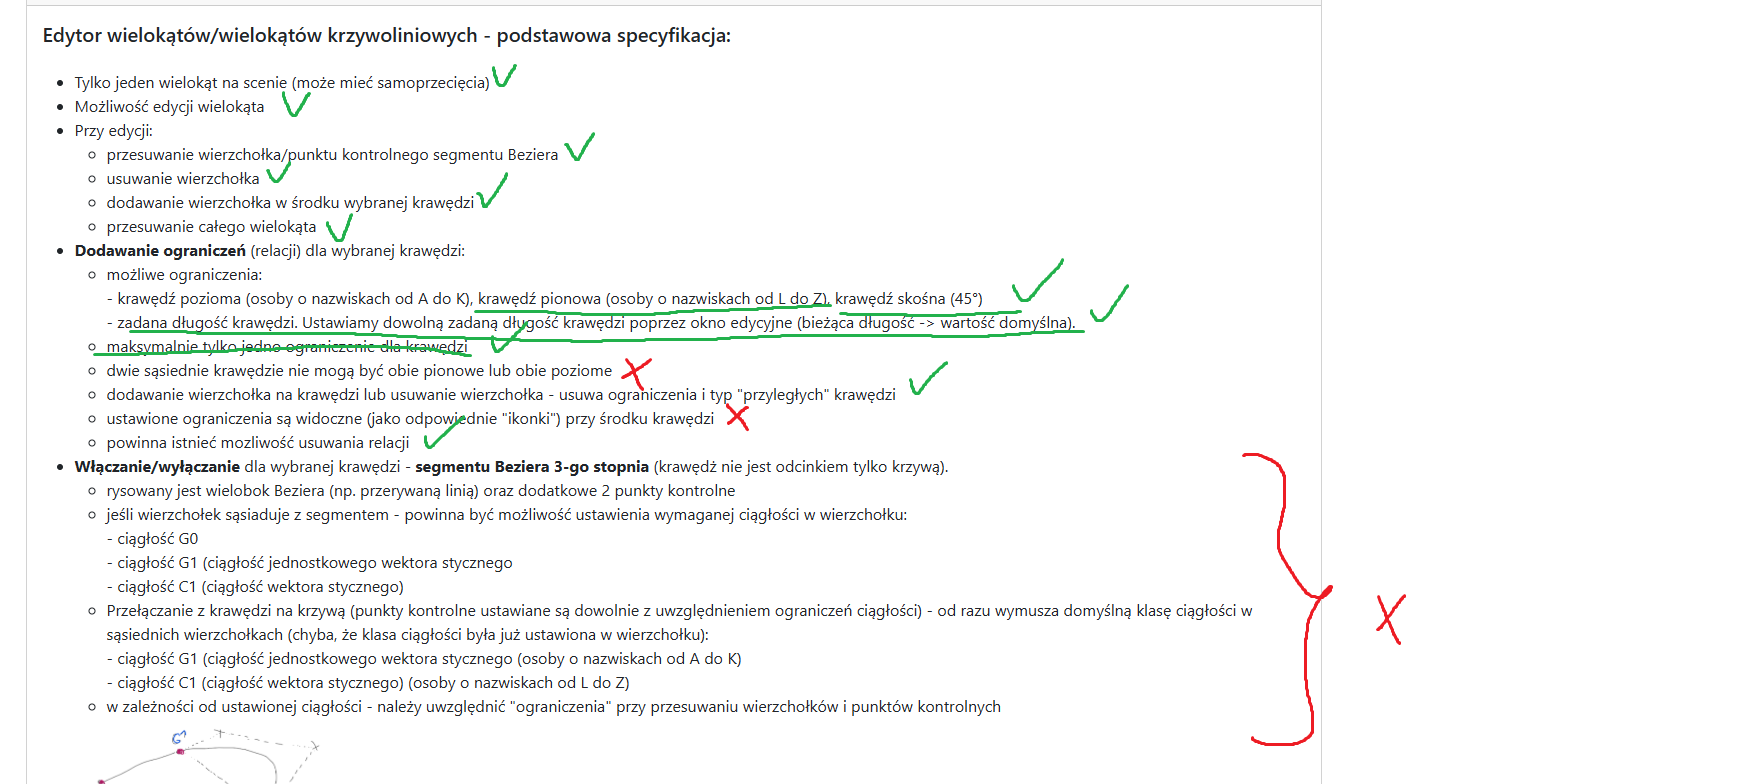 Edytor wielokątów/wielokątów krzywoliniowych - podstawowa specyfikacja:
Tylko jeden wielokąt na scenie (może mieć samoprzecięcia)
Możliwość edycji wielokąta
Przy edycji:
przesuwanie wierzchołka/punktu kontrolnego segmentu Beziera
usuwanie wierzchołka
dodawanie wierzchołka w środku wybranej krawędzi
przesuwanie całego wielokąta
Dodawanie ograniczeń (relacji) dla wybranej krawędzi:
możliwe ograniczenia:
- krawędź pozioma (osoby o nazwiskach od A do K), krawędź pionowa (osoby o nazwiskach od L do Z), krawędź skośna (45°)
- zadana długość krawędzi. Ustawiamy dowolną zadaną długość krawędzi poprzez okno edycyjne (bieżąca długość -> wartość domyślna).
maksymalnie tylko jedno ograniczenie dla krawędzi
dwie sąsiednie krawędzie nie mogą być obie pionowe lub obie poziome
dodawanie wierzchołka na krawędzi lub usuwanie wierzchołka - usuwa ograniczenia i typ "przyległych" krawędzi
ustawione ograniczenia są widoczne (jako odpowiednie "ikonki") przy środku krawędzi
powinna istnieć mozliwość usuwania relacji
Włączanie/wyłączanie dla wybranej krawędzi - segmentu Beziera 3-go stopnia (krawędż nie jest odcinkiem tylko krzywą).
rysowany jest wielobok Beziera (np. przerywaną linią) oraz dodatkowe 2 punkty kontrolne
jeśli wierzchołek sąsiaduje z segmentem - powinna być możliwość ustawienia wymaganej ciągłości w wierzchołku:
- ciągłość G0
- ciągłość G1 (ciągłość jednostkowego wektora stycznego
- ciągłość C1 (ciągłość wektora stycznego)
Przełączanie z krawędzi na krzywą (punkty kontrolne ustawiane są dowolnie z uwzględnieniem ograniczeń ciągłości) - od razu wymusza domyślną klasę ciągłości w
sąsiednich wierzchołkach (chyba, że klasa ciągłości była już ustawiona w wierzchołku):
- ciągłość G1 (ciągłość jednostkowego wektora stycznego (osoby o nazwiskach od A do K)
- ciągłość C1 (ciągłość wektora stycznego) (osoby o nazwiskach od L do Z)
w zależności od ustawionej ciągłości - należy uwzględnić "ograniczenia" przy przesuwaniu wierzchołków i punktów kontrolnych
G1